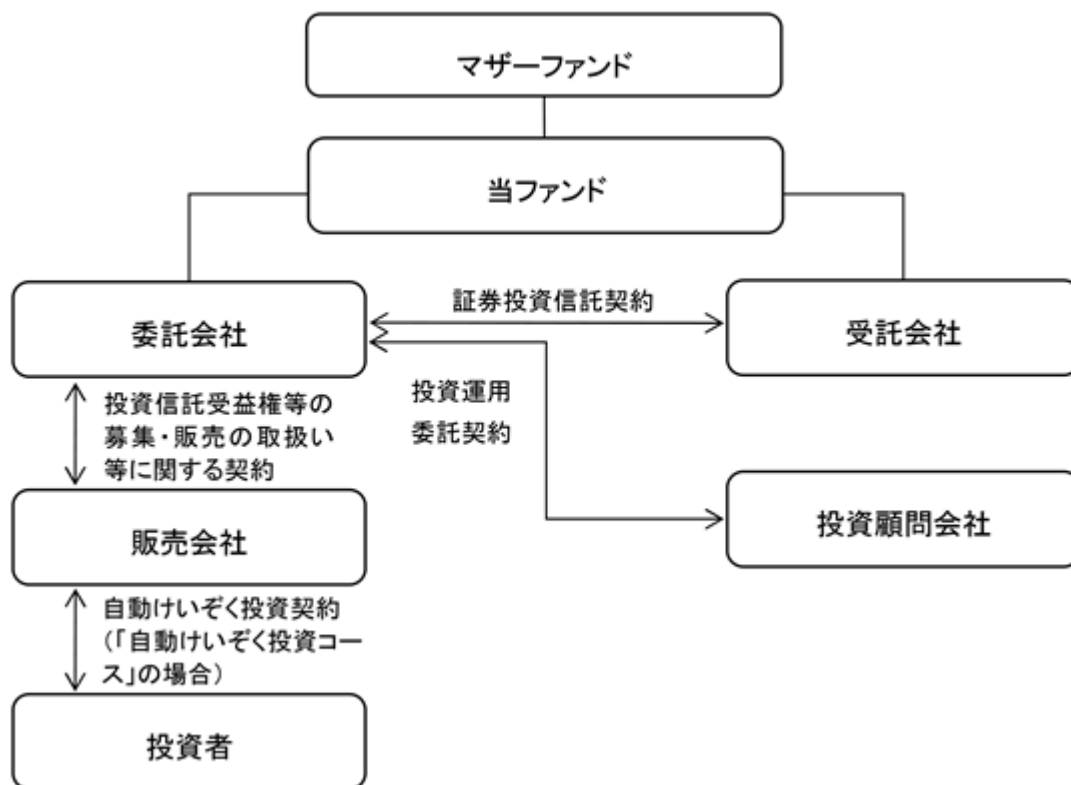 マザーファンド
当ファンド
証券投資信託契約
委託会社
受託会社
投資運用
委託契約
投資信託受益権等の
募集・販売の取扱い
等に関する契約
販売会社
投資顧問会社
自動けいぞく投資契約
(「自動けいぞく投資コー
ス」の場合)
投資者